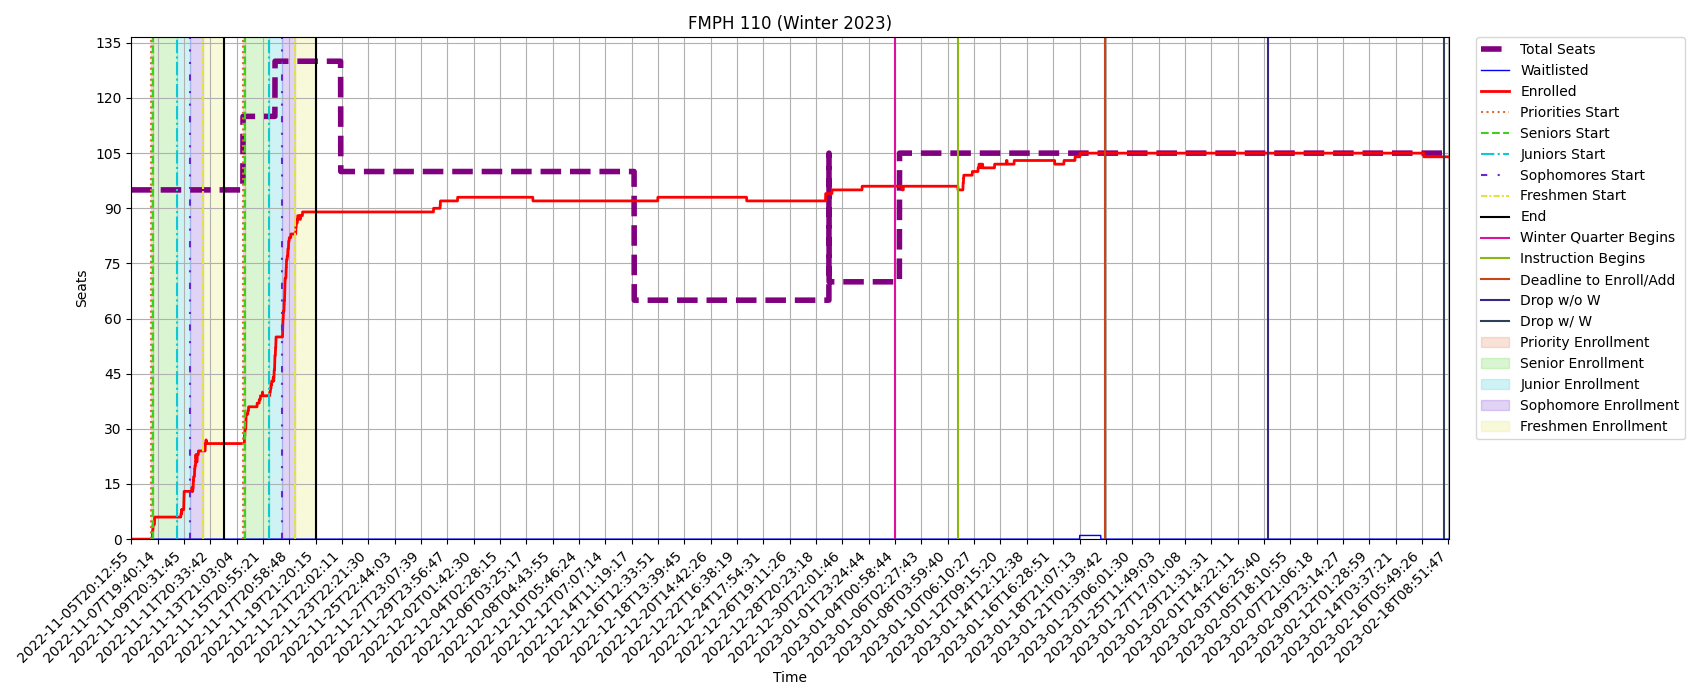 FMPH 110 (Winter 2023)
135
120
105
90
75
60
45
30
15
0
Seats
2022-11-05T20:12:55
2022-11-07T19:40:14
2022-11-09T20:31:45
2022-11-11T20:33:42
2022-11-13T21:03:04
2022-11-15T20:55:21
2022-11-17T20:58:48
2022-11-19T21:20:15
2022-11-21T22:02:11
2022-11-23T22:21:30
2022-11-25T22:44:03
2022-11-27T23:07:39
2022-11-29T23:56:47
2022-12-02T01:42:30
2022-12-04T02:28:15
2022-12-06T03:25:17
2022-12-08T04:43:55
2022-12-10T05:46:24
2022-12-12T07:07:14
2022-12-14T11:19:17
2022-12-16T12:33:51
2022-12-18T13:39:45
2022-12-20T14:42:26
2022-12-22T16:38:19
2022-12-24T17:54:31
2022-12-26T19:11:26
2022-12-28T20:23:18
2022-12-30T22:01:46
2023-01-01T23:24:44
2023-01-04T00:58:44
2023-01-06T02:27:43
2023-01-08T03:59:40
2023-01-10T06:10:27
2023-01-12T09:15:20
2023-01-14T12:12:38
2023-01-16T16:28:51
2023-01-18T21:07:13
2023-01-21T01:39:42
2023-01-23T06:01:30
2023-01-25T11:49:03
2023-01-27T17:01:08
2023-01-29T21:31:31
2023-02-01T14:22:11
2023-02-03T16:25:40
2023-02-05T18:10:55
2023-02-07T21:06:18
2023-02-09T23:14:27
2023-02-12T01:28:59
2023-02-14T03:37:21
2023-02-16T05:49:26
2023-02-18T08:51:47
Time
Total Seats
Waitlisted
Enrolled
Priorities Start
Seniors Start
Juniors Start
Sophomores Start
Freshmen Start
End
Winter Quarter Begins
Instruction Begins
Deadline to Enroll/Add
Drop w/o W
Drop w/ W
Priority Enrollment
Senior Enrollment
Junior Enrollment
Sophomore Enrollment
Freshmen Enrollment